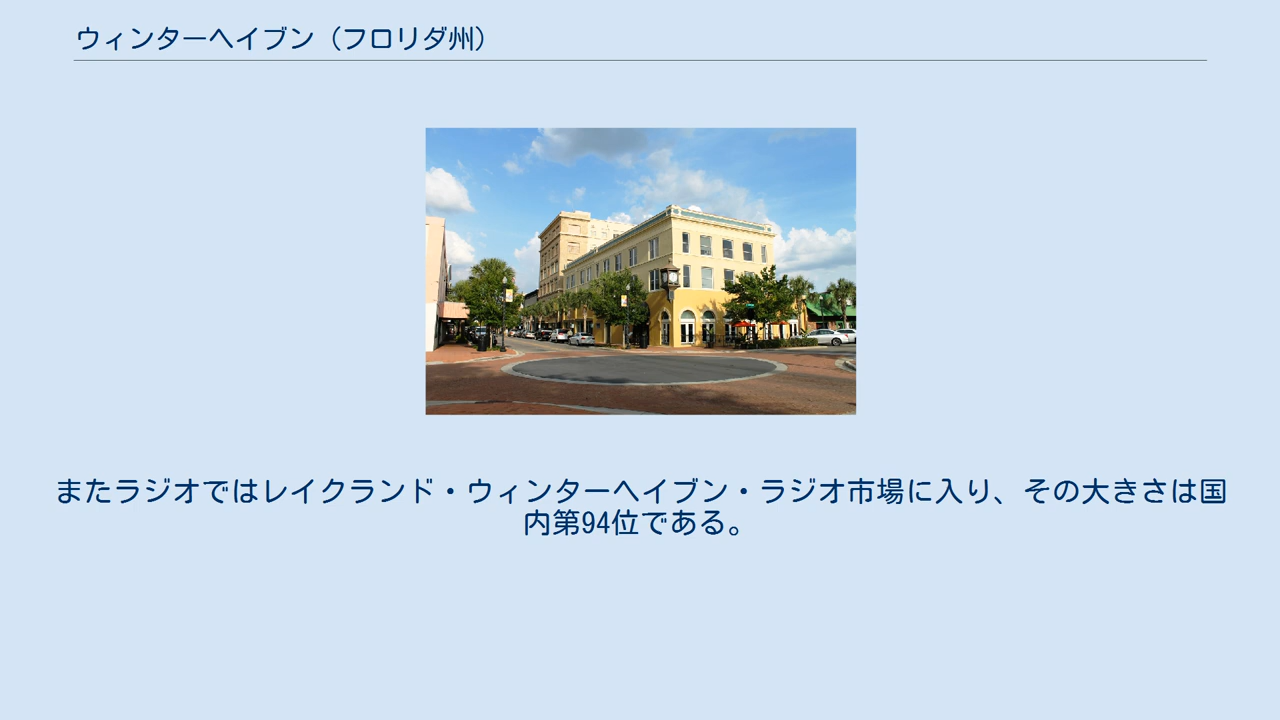 ウィンターヘイブン（フロリダ州）
またラジオではレイクランド・ウィンターヘイブン・ラジオ市場に入り、その大きさは国
内第94位である。